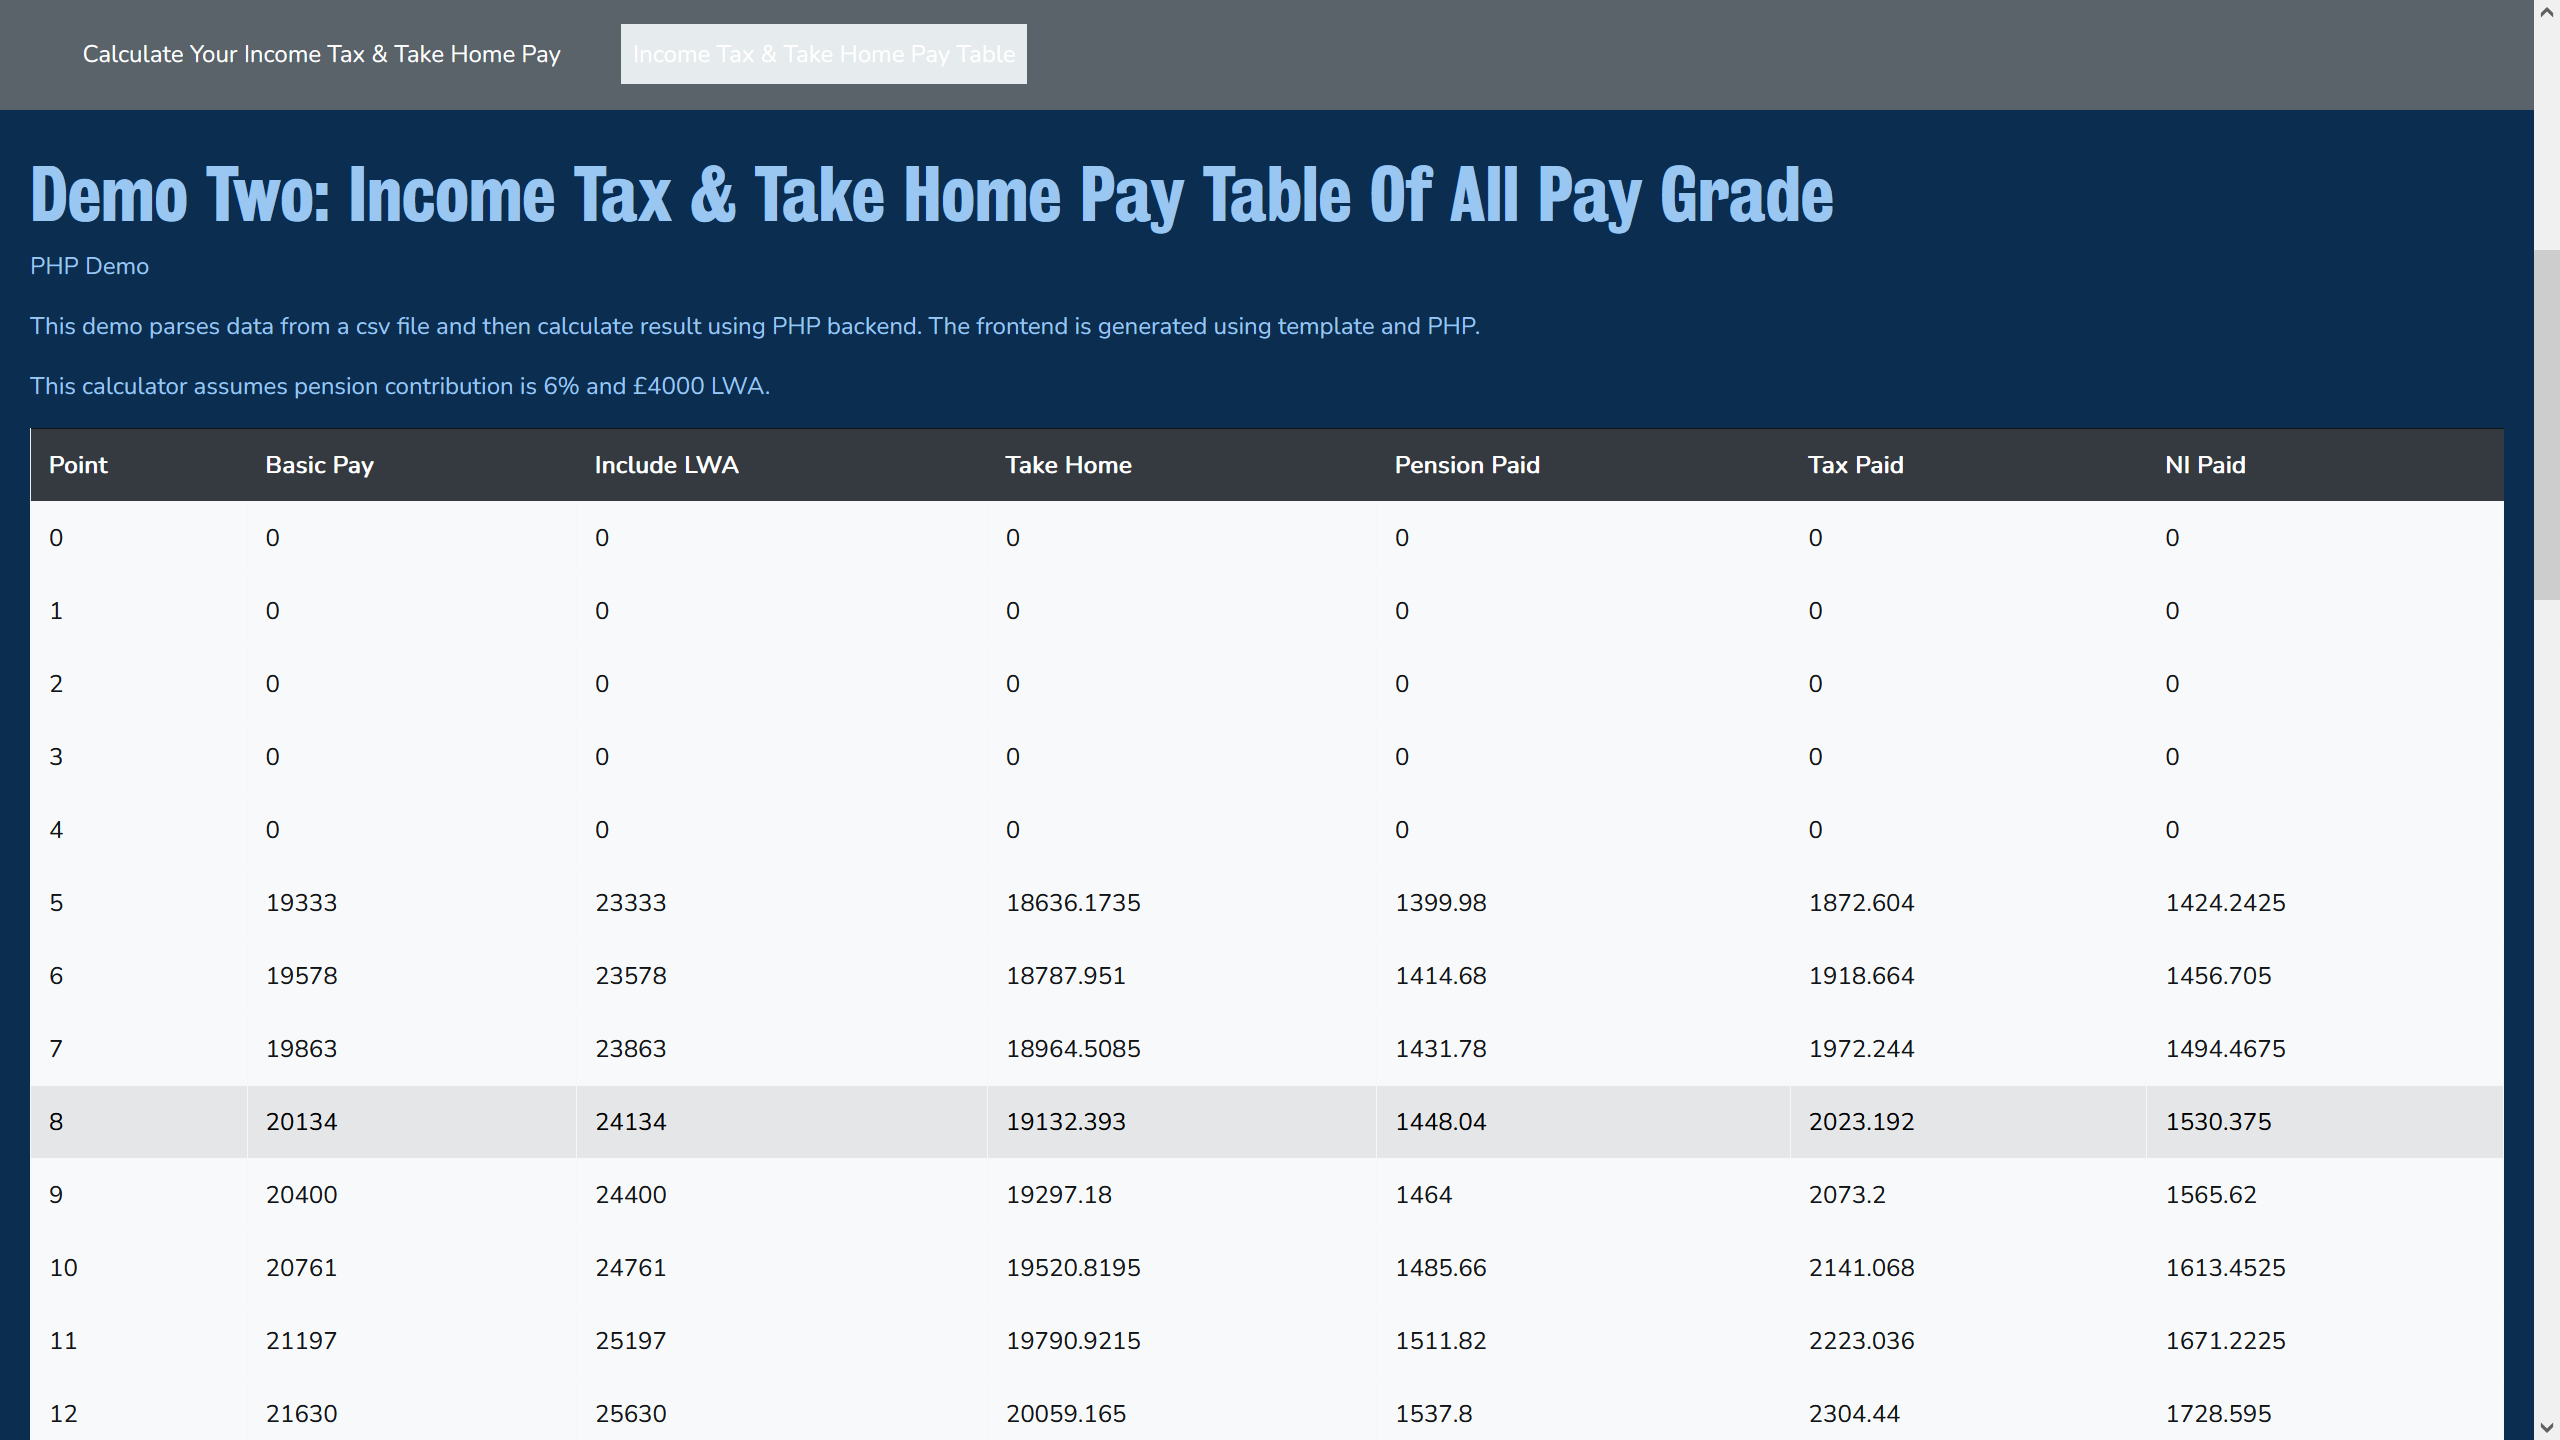 Calculate Your Income Tax & Take Home Pay Income Tax & Take Home Pay Table
Demo Two: Income Tax & Take Home Pay Table Of All Pay Grade
PHP Demo
This demo parses data from a csv file and then calculate result using PHP backend. The frontend is generated using template and PHP.
This calculator assumes pension contribution is 6% and £4000 LWA.
Point Basic Pay Include LWA Take Home Pension Paid Tax Paid NI Paid
0 0 0 0 0 0 0
1 0 0 0 0 0 0
2 0 0 0 0 0 0
3 0 0 0 0 0 0
4 0 0 0 0 0 0
5 19333 23333 18636.1735 1399.98 1872.604 1424.2425
6 19578 23578 18787.951 1414.68 1918.664 1456.705
7 19863 23863 18964.5085 1431.78 1972.244 1494.4675
8 20134 24134 19132.393 1448.04 2023.192 1530.375
9 20400 24400 19297.18 1464 2073.2 1565.62
10 20761 24761 19520.8195 1485.66 2141.068 1613.4525
11 21197 25197 19790.9215 1511.82 2223.036 1671.2225
12 21630 25630 20059.165 1537.8 2304.44 1728.595